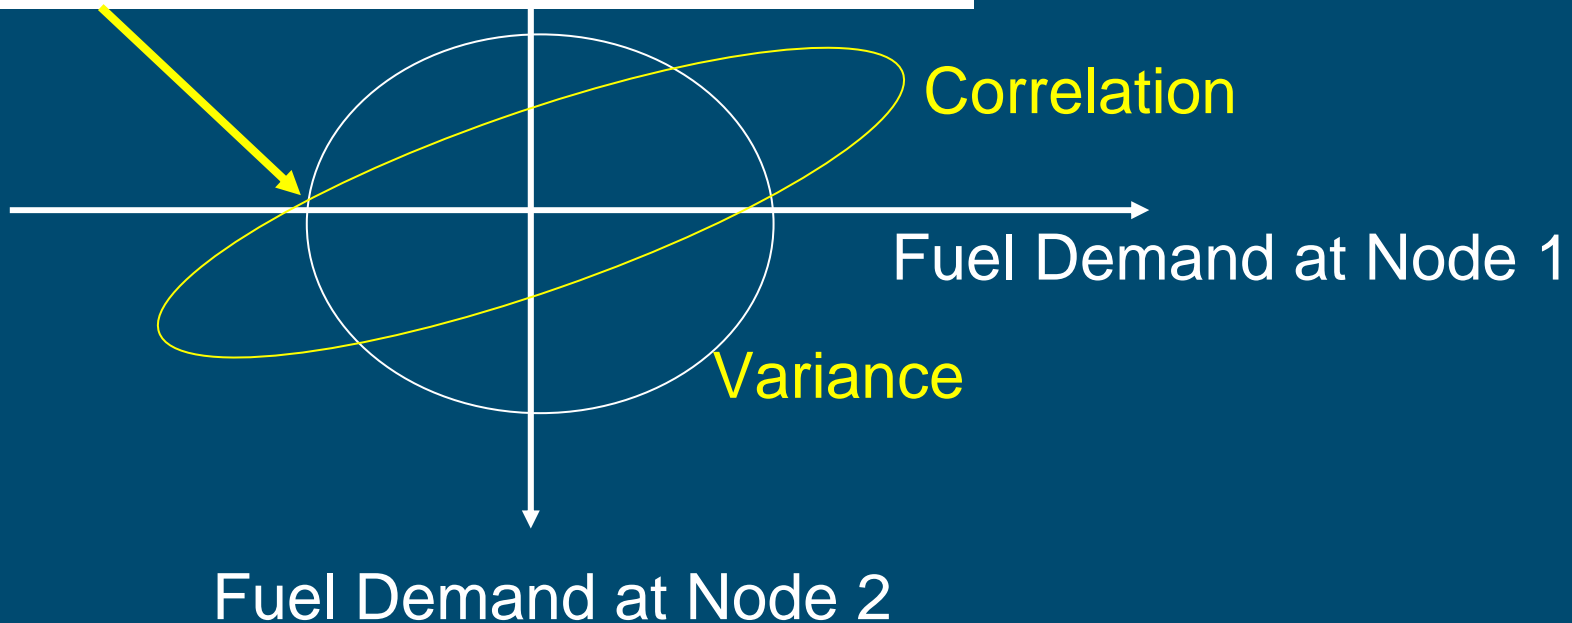 Correlation
Fuel Demand at Node 1
Variance
Fuel Demand at Node 2